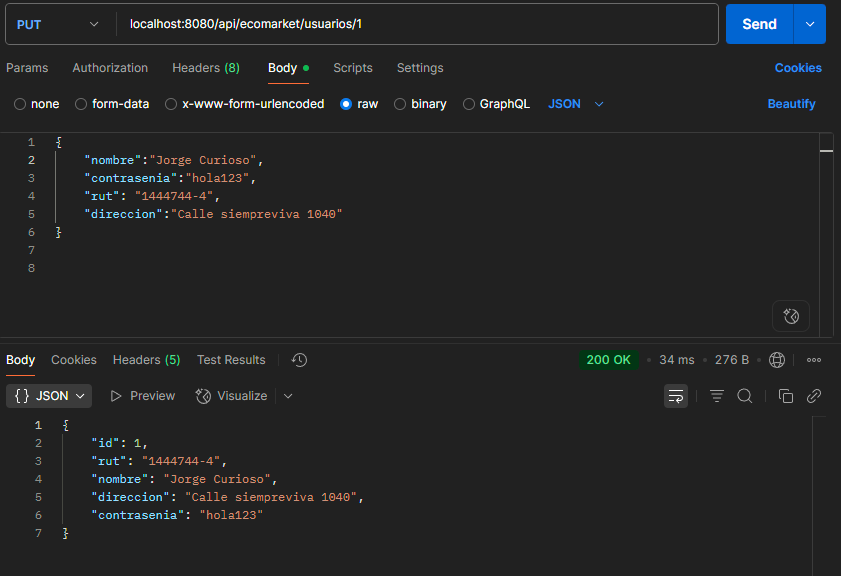 PUT localhost:8080/api/ecomarket/usuarios/1 Send
Params Authorization Headers (8) Body Scripts Settings Cookies
none form-data x-www-form-urlencoded raw binary GraphQL JSON Beautify
1 {
2 "nombre":"Jorge Curioso",
3 "contrasenia":"hola123",
4 "rut": "1444744-4",
5 "direccion":"Calle siempreviva 1040"
6 }
7
8
Body Cookies Headers (5) Test Results 200 OK • 34 ms • 276 B •
{} JSON Preview Visualize
1 {
2 "id": 1,
3 "rut": "1444744-4",
4 "nombre": "Jorge Curioso",
5 "direccion": "Calle siempreviva 1040",
6 "contrasenia": "hola123"
7 }